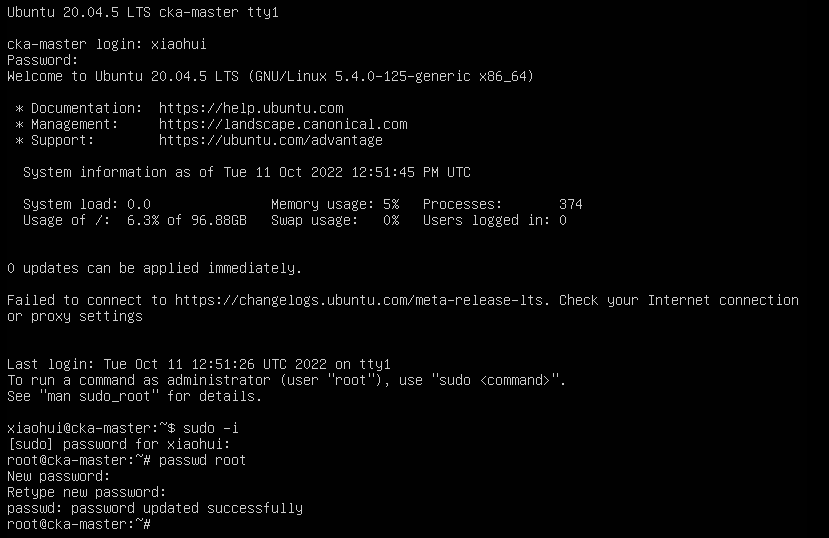 Ubuntu 20.04.5 LTS cka-master tty1
cka-master login: xiaohui
Password:
Welcome to Ubuntu 20.04.5 LTS (GNU/Linux 5.4.0-125-generic x86_64)
* Documentation:  https://help.ubuntu.com
* Management:     https://landscape.canonical.com
* Support:        https://ubuntu.com/advantage
System information as of Tue 11 Oct 2022 12:51:45 PM UTC
System load: 0.0               Memory usage: 5%   Processes:       374
Usage of /:  6.3% of 96.88GB   Swap usage:   0%   Users logged in: 0
0 updates can be applied immediately.
Failed to connect to https://changelogs.ubuntu.com/meta-release-lts. Check your Internet connection
or proxy settings
Last login: Tue Oct 11 12:51:26 UTC 2022 on tty1
To run a command as administrator (user "root"), use "sudo <command>".
See "man sudo_root" for details.
xiaohui@cka-master:~$ sudo -i
[sudo] password for xiaohui:
root@cka-master:~# passwd root
New password:
Retype new password:
passwd: password updated successfully
root@cka-master:~#